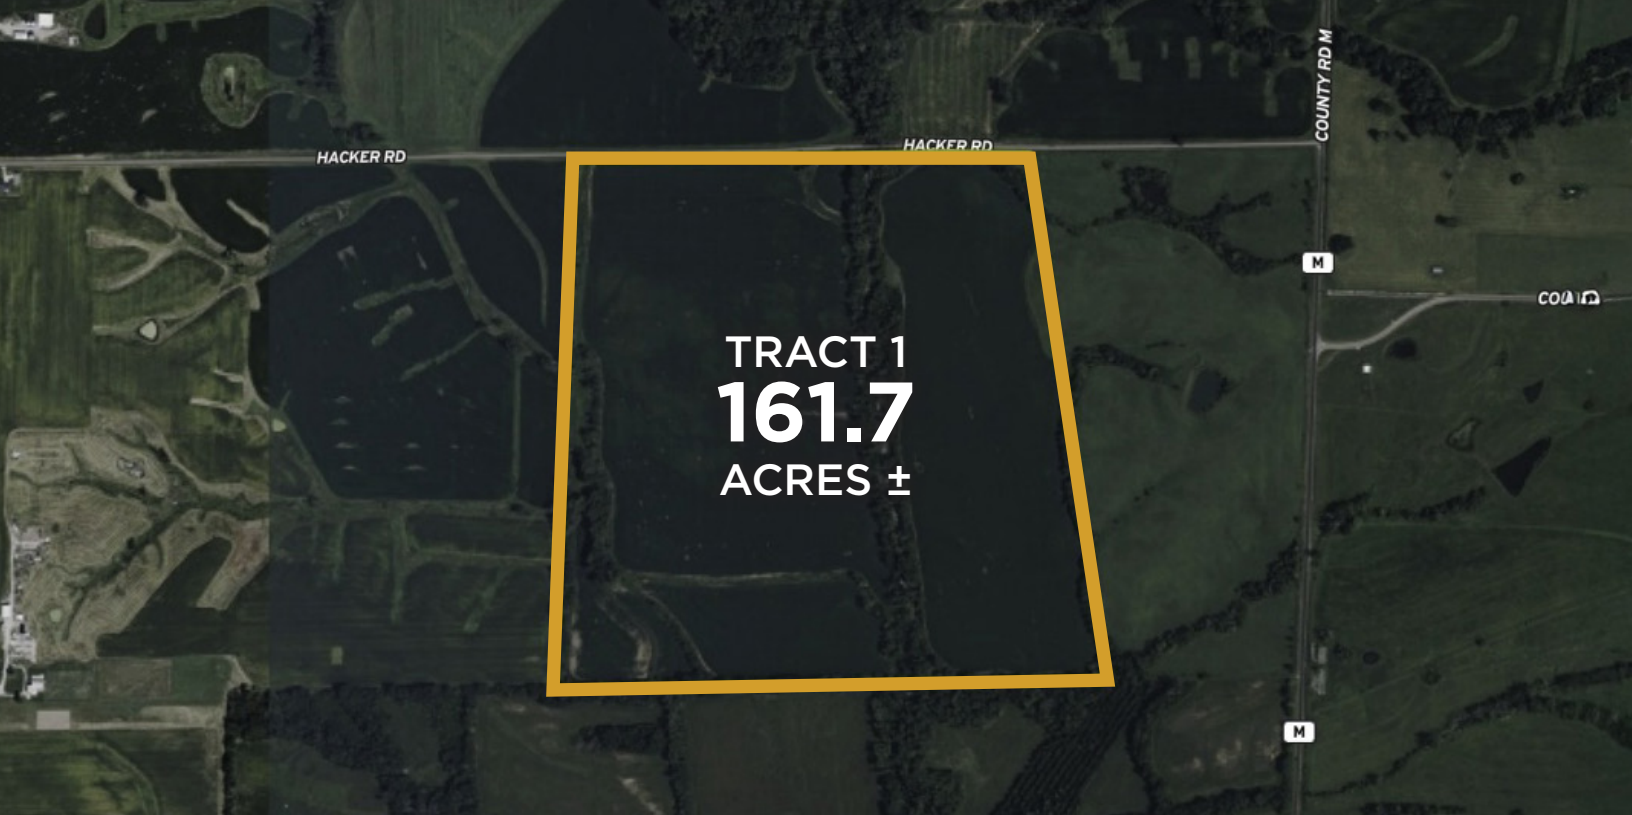 COUNTY RD M
HACKER RD
HACKER RD
M
TRACT 1
161.7
ACRES ±
M